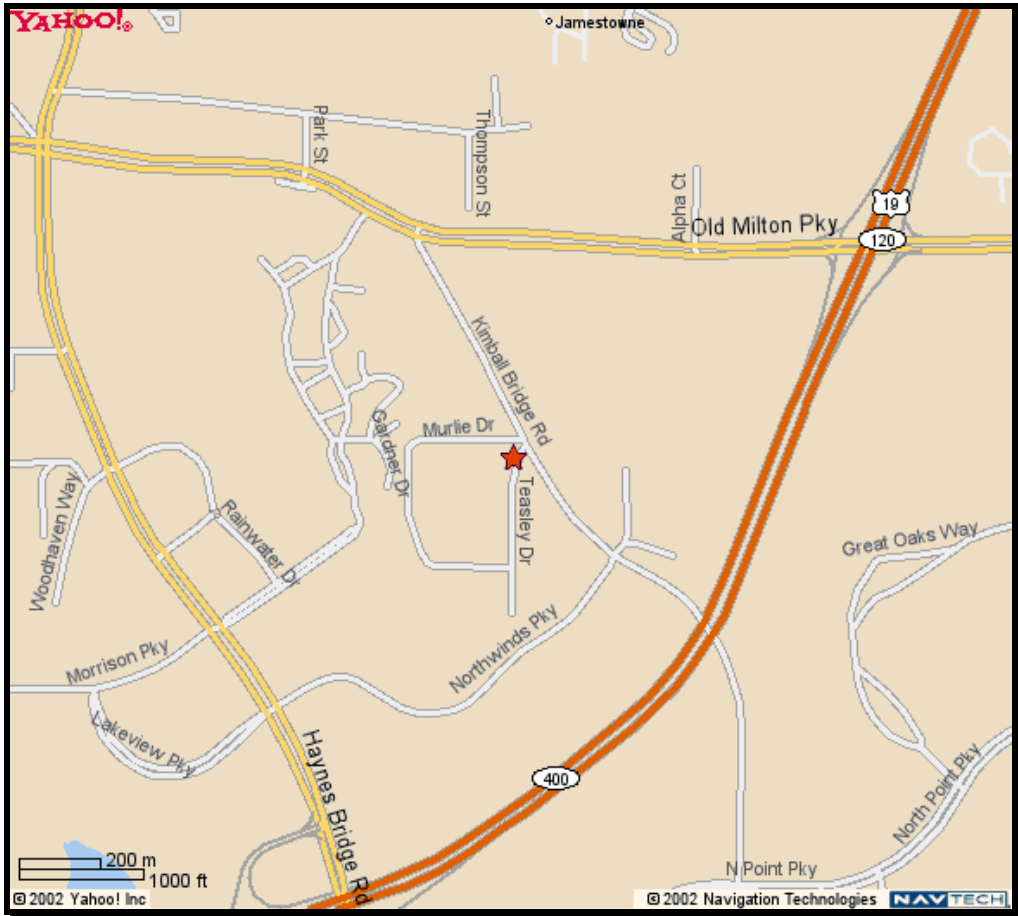 YAHOO!®
Jamestowne
Park St
Thompson St
Alpha Ct
Old Milton Pky
19
120
Kimball Bridge Rd
Gardner Dr
Murlie Dr
Teasley Dr
Woodhaven Way
Rainwater Dr
Great Oaks Way
Morrison Pky
Northwinds Pky
Lakeview Pky
Haynes Bridge Rd
400
North Point Pky
N Point Pky
200 m
1000 ft
© 2002 Yahoo! Inc
© 2002 Navigation Technologies NAVTECH